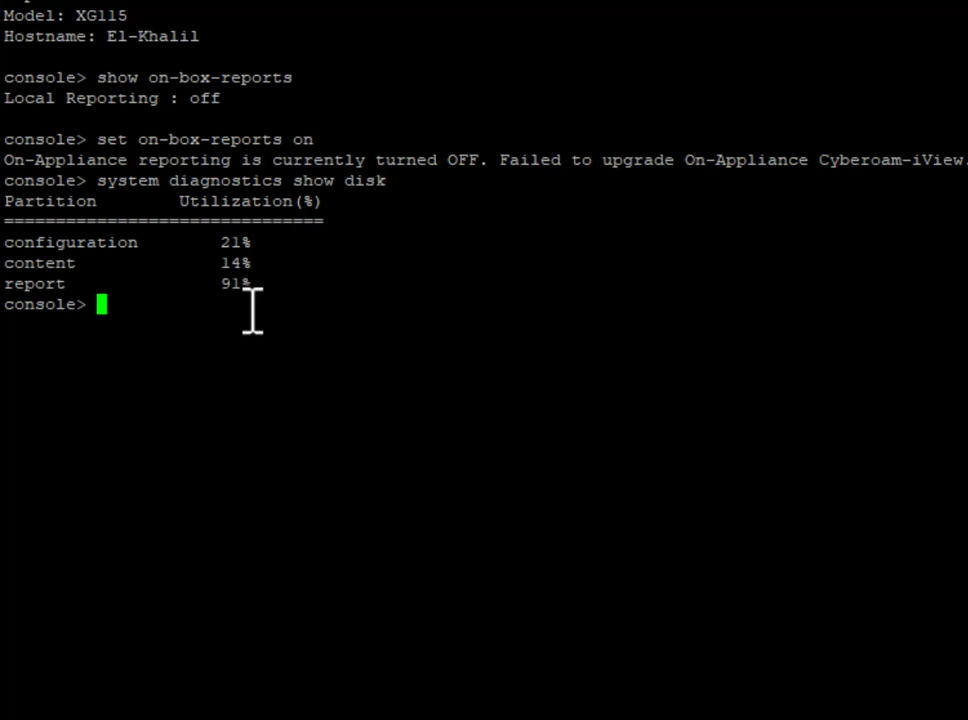 Model: XG115
Hostname: El-Khalil
console> show on-box-reports
Local Reporting : off
console> set on-box-reports on
On-Appliance reporting is currently turned OFF. Failed to upgrade On-Appliance Cyberoam-iView.
console> system diagnostics show disk
Partition Utilization(%)
===============================
configuration 21%
content 14%
report 91%
console>